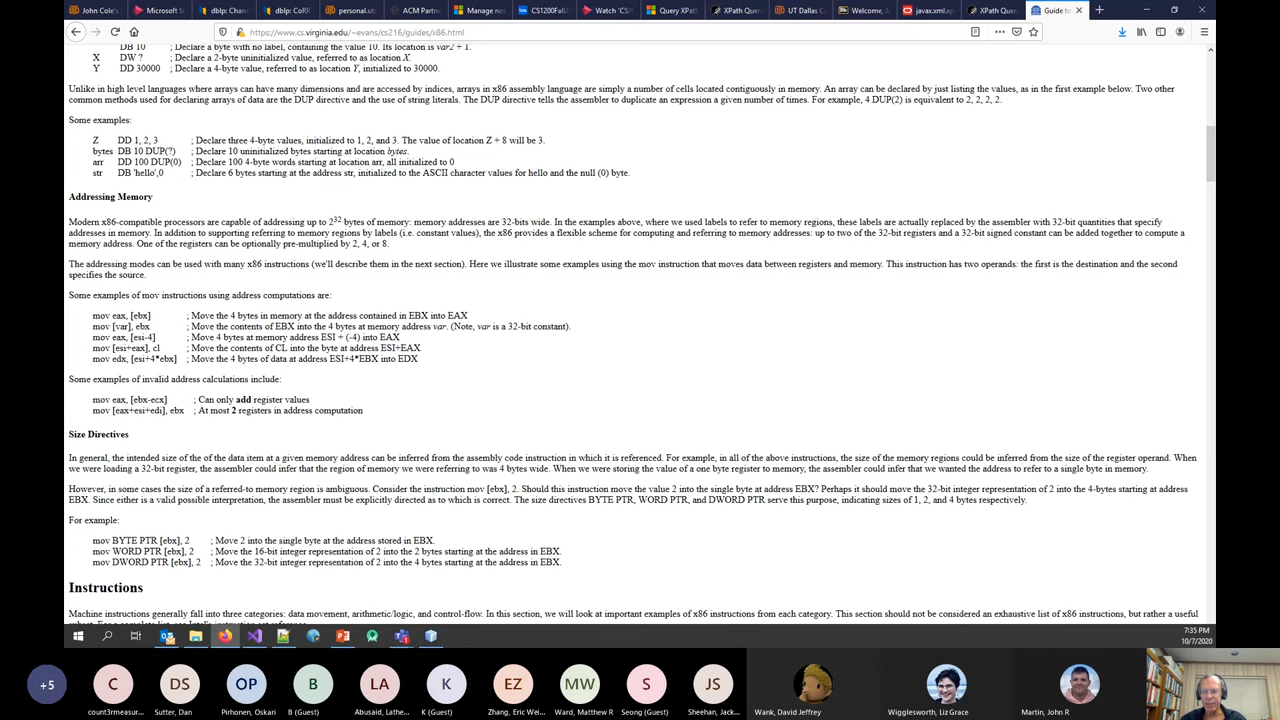 John Cole's
Microsoft S
dblp: Chanc
dblp: CoRR
personal.utd
ACM Partne
Manage not
CS1200Fall2
Watch 'CS/
Query XPath
XPath Query
UT Dallas C
Welcome, Je
javax.xml.pa
XPath Query
Guide to
https://www.cs.virginia.edu/~evans/cs216/guides/x86.html
DB 10 ; Declare a byte with no label, containing the value 10. Its location is var2 + 1.
X DW ? ; Declare a 2-byte uninitialized value, referred to as location X.
Y DD 30000 ; Declare a 4-byte value, referred to as location Y, initialized to 30000.
Unlike in high level languages where arrays can have many dimensions and are accessed by indices, arrays in x86 assembly language are simply a number of cells located contiguously in memory. An array can be declared by just listing the values, as in the first example below. Two other
common methods used for declaring arrays of data are the DUP directive and the use of string literals. The DUP directive tells the assembler to duplicate an expression a given number of times. For example, 4 DUP(2) is equivalent to 2, 2, 2, 2.
Some examples:
Z DD 1, 2, 3 ; Declare three 4-byte values, initialized to 1, 2, and 3. The value of location Z + 8 will be 3.
bytes DB 10 DUP(?) ; Declare 10 uninitialized bytes starting at location bytes.
arr DD 100 DUP(0) ; Declare 100 4-byte words starting at location arr, all initialized to 0
str DB 'hello',0 ; Declare 6 bytes starting at the address str, initialized to the ASCII character values for hello and the null (0) byte.
Addressing Memory
Modern x86-compatible processors are capable of addressing up to 2^32 bytes of memory: memory addresses are 32-bits wide. In the examples above, where we used labels to refer to memory regions, these labels are actually replaced by the assembler with 32-bit quantities that specify
addresses in memory. In addition to supporting referring to memory regions by labels (i.e. constant values), the x86 provides a flexible scheme for computing and referring to memory addresses: up to two of the 32-bit registers and a 32-bit signed constant can be added together to compute a
memory address. One of the registers can be optionally pre-multiplied by 2, 4, or 8.
The addressing modes can be used with many x86 instructions (we'll describe them in the next section). Here we illustrate some examples using the mov instruction that moves data between registers and memory. This instruction has two operands: the first is the destination and the second
specifies the source.
Some examples of mov instructions using address computations are:
mov eax, [ebx] ; Move the 4 bytes in memory at the address contained in EBX into EAX
mov [var], ebx ; Move the contents of EBX into the 4 bytes at memory address var. (Note, var is a 32-bit constant).
mov eax, [esi-4] ; Move 4 bytes at memory address ESI + (-4) into EAX
mov [esi+eax], cl ; Move the contents of CL into the byte at address ESI+EAX
mov edx, [esi+4*ebx] ; Move the 4 bytes of data at address ESI+4*EBX into EDX
Some examples of invalid address calculations include:
mov eax, [ebx-ecx] ; Can only add register values
mov [eax+esi+edi], ebx ; At most 2 registers in address computation
Size Directives
In general, the intended size of the of the data item at a given memory address can be inferred from the assembly code instruction in which it is referenced. For example, in all of the above instructions, the size of the memory regions could be inferred from the size of the register operand. When
we were loading a 32-bit register, the assembler could infer that the region of memory we were referring to was 4 bytes wide. When we were storing the value of a one byte register to memory, the assembler could infer that we wanted the address to refer to a single byte in memory.
However, in some cases the size of a referred-to memory region is ambiguous. Consider the instruction mov [ebx], 2. Should this instruction move the value 2 into the single byte at address EBX? Perhaps it should move the 32-bit integer representation of 2 into the 4-bytes starting at address
EBX. Since either is a valid possible interpretation, the assembler must be explicitly directed as to which is correct. The size directives BYTE PTR, WORD PTR, and DWORD PTR serve this purpose, indicating sizes of 1, 2, and 4 bytes respectively.
For example:
mov BYTE PTR [ebx], 2 ; Move 2 into the single byte at the address stored in EBX.
mov WORD PTR [ebx], 2 ; Move the 16-bit integer representation of 2 into the 2 bytes starting at the address in EBX.
mov DWORD PTR [ebx], 2 ; Move the 32-bit integer representation of 2 into the 4 bytes starting at the address in EBX.
Instructions
Machine instructions generally fall into three categories: data movement, arithmetic/logic, and control-flow. In this section, we will look at important examples of x86 instructions from each category. This section should not be considered an exhaustive list of x86 instructions, but rather a useful
7:35 PM
10/7/2020
+5
C
DS
OP
B
LA
K
EZ
MW
S
JS
count3rmeasur...
Sutter, Dan
Pirhonen, Oskari
B (Guest)
Abusaid, Lathe...
K (Guest)
Zhang, Eric Wei...
Ward, Matthew R
Seong (Guest)
Sheehan, Jack...
Wank, David Jeffrey
Wigglesworth, Liz Grace
Martin, John R